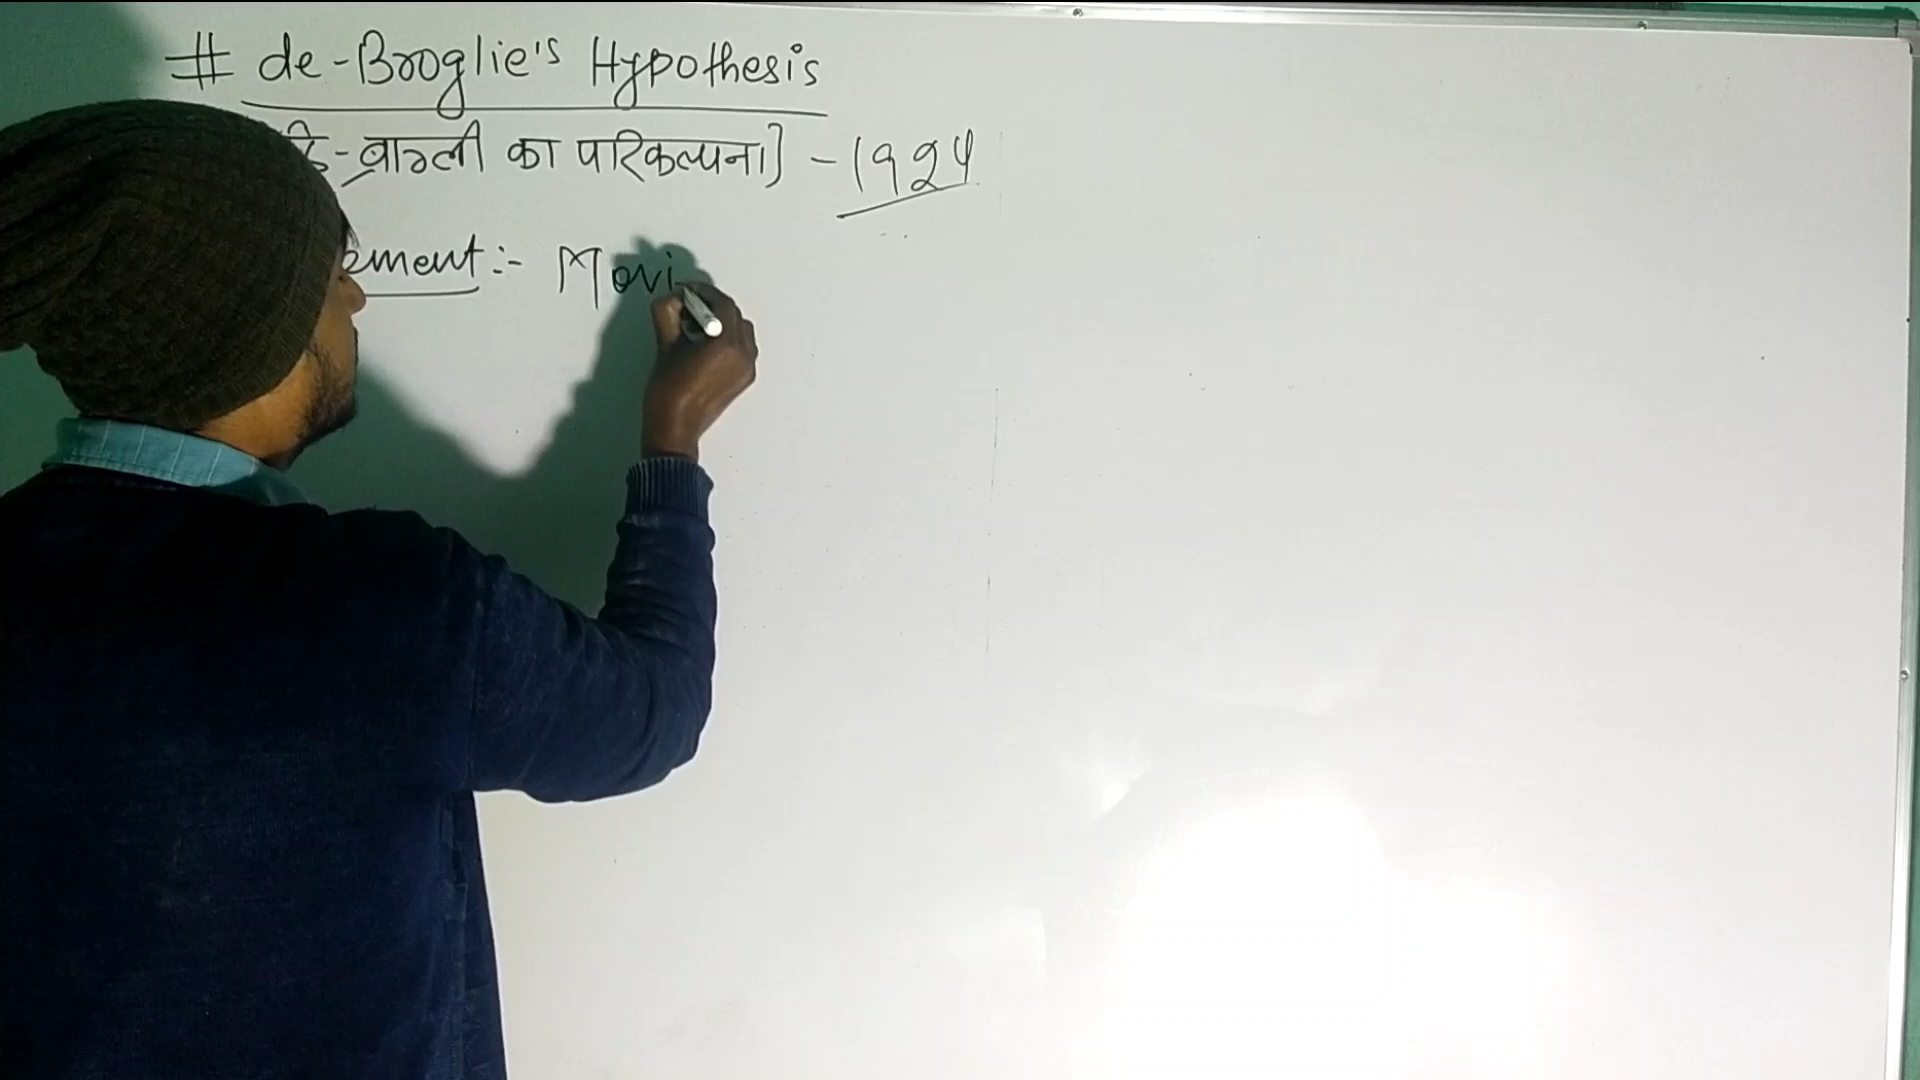 # de-Broglie's Hypothesis
डि-ब्राग्ली का परिकल्पना] - 1924
ement :- Movi